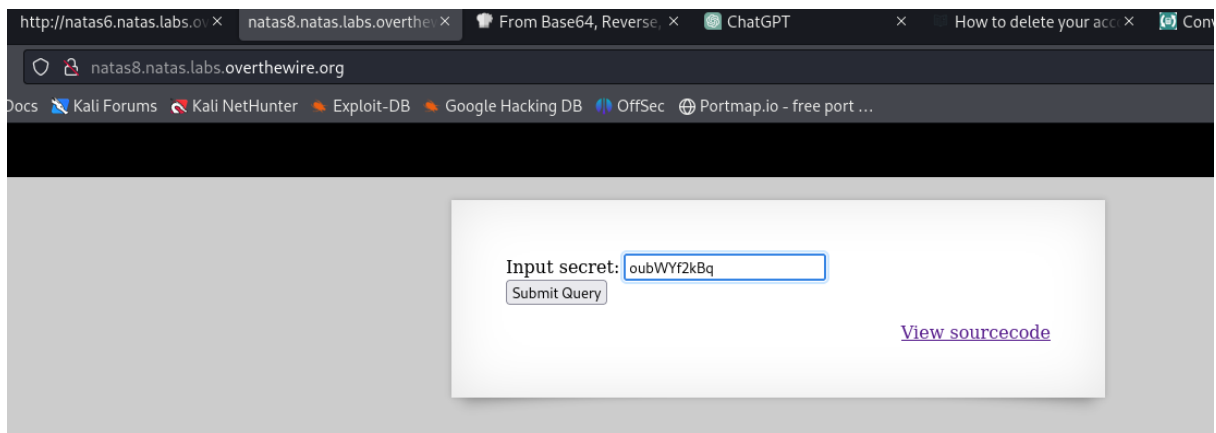 http://natas6.natas.labs.ov natas8.natas.labs.overthew From Base64, Reverse, ChatGPT How to delete your acc Conv
natas8.natas.labs.overthewire.org
Docs Kali Forums Kali NetHunter Exploit-DB Google Hacking DB OffSec Portmap.io - free port ...
Input secret: oubWYf2kBq
Submit Query
View sourcecode